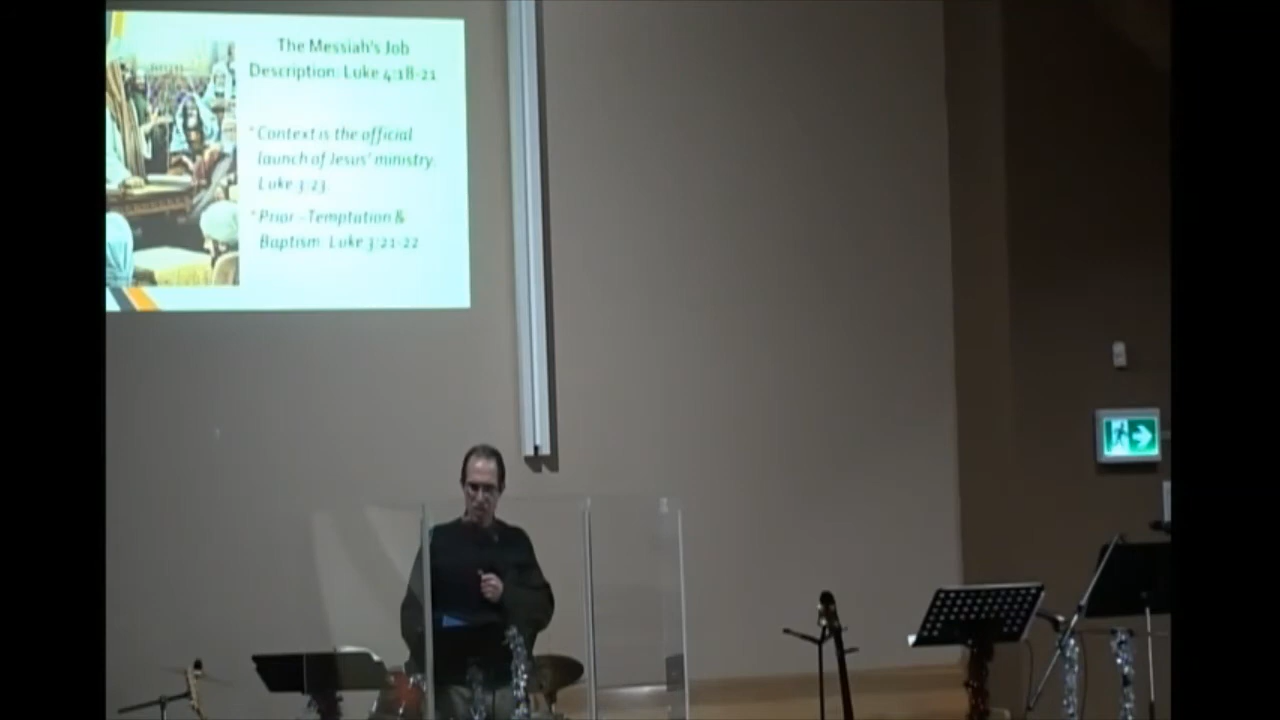 The Messiah's Job
Description: Luke 4:18-21
*Context is the official
launch of Jesus' ministry.
Luke 3:23
*Prior –Temptation &
Baptism. Luke 3:21-22